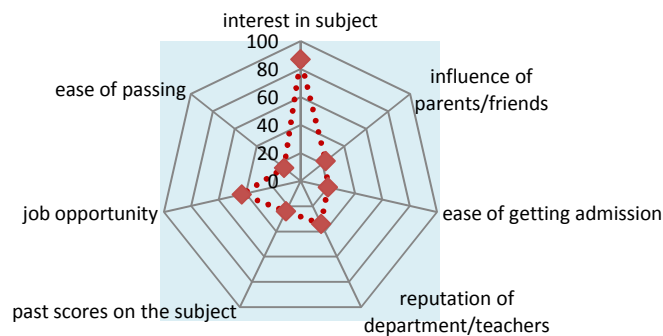 interest in subject
100
80
60
40
20
0
influence of
parents/friends
ease of getting admission
reputation of
department/teachers
past scores on the subject
job opportunity
ease of passing